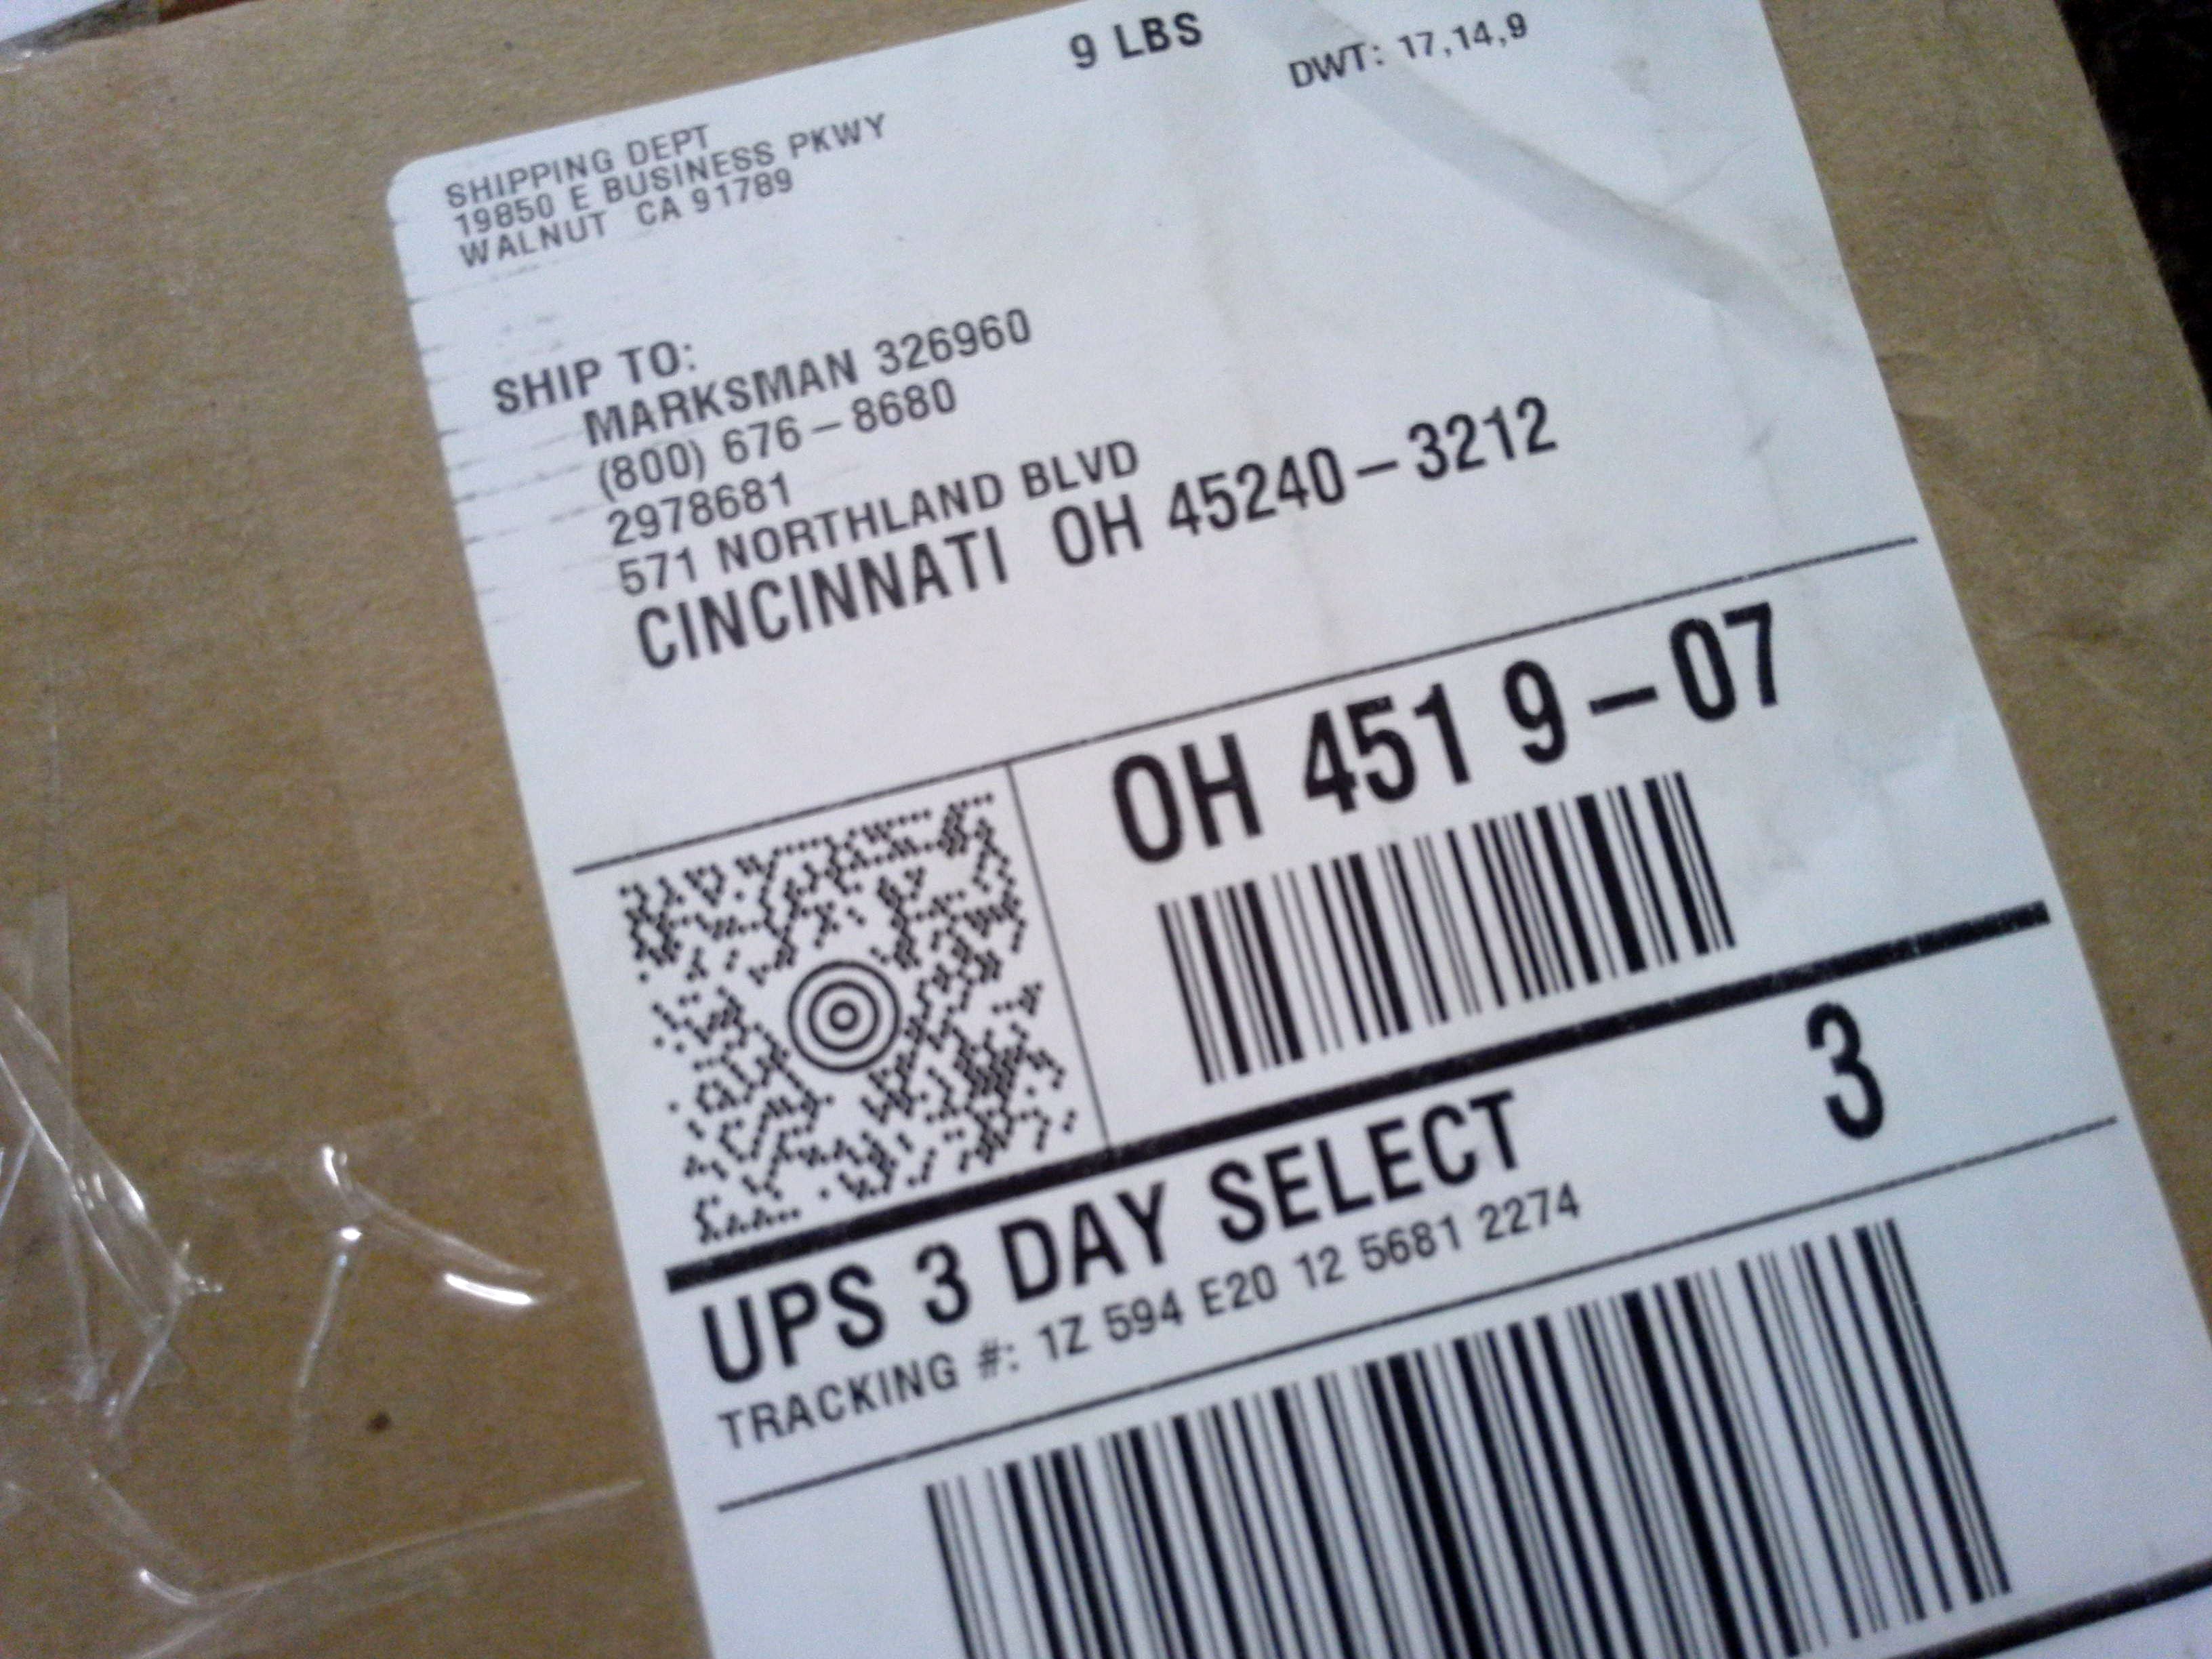 9 LBS
DWT: 17,14,9
SHIPPING DEPT
19850 E BUSINESS PKWY
WALNUT CA 91789
SHIP TO:
MARKSMAN 326960
(800) 676-8680
2978681
571 NORTHLAND BLVD
CINCINNATI OH 45240-3212
OH 451 9-07
UPS 3 DAY SELECT
3
TRACKING #: 1Z 594 E20 12 5681 2274